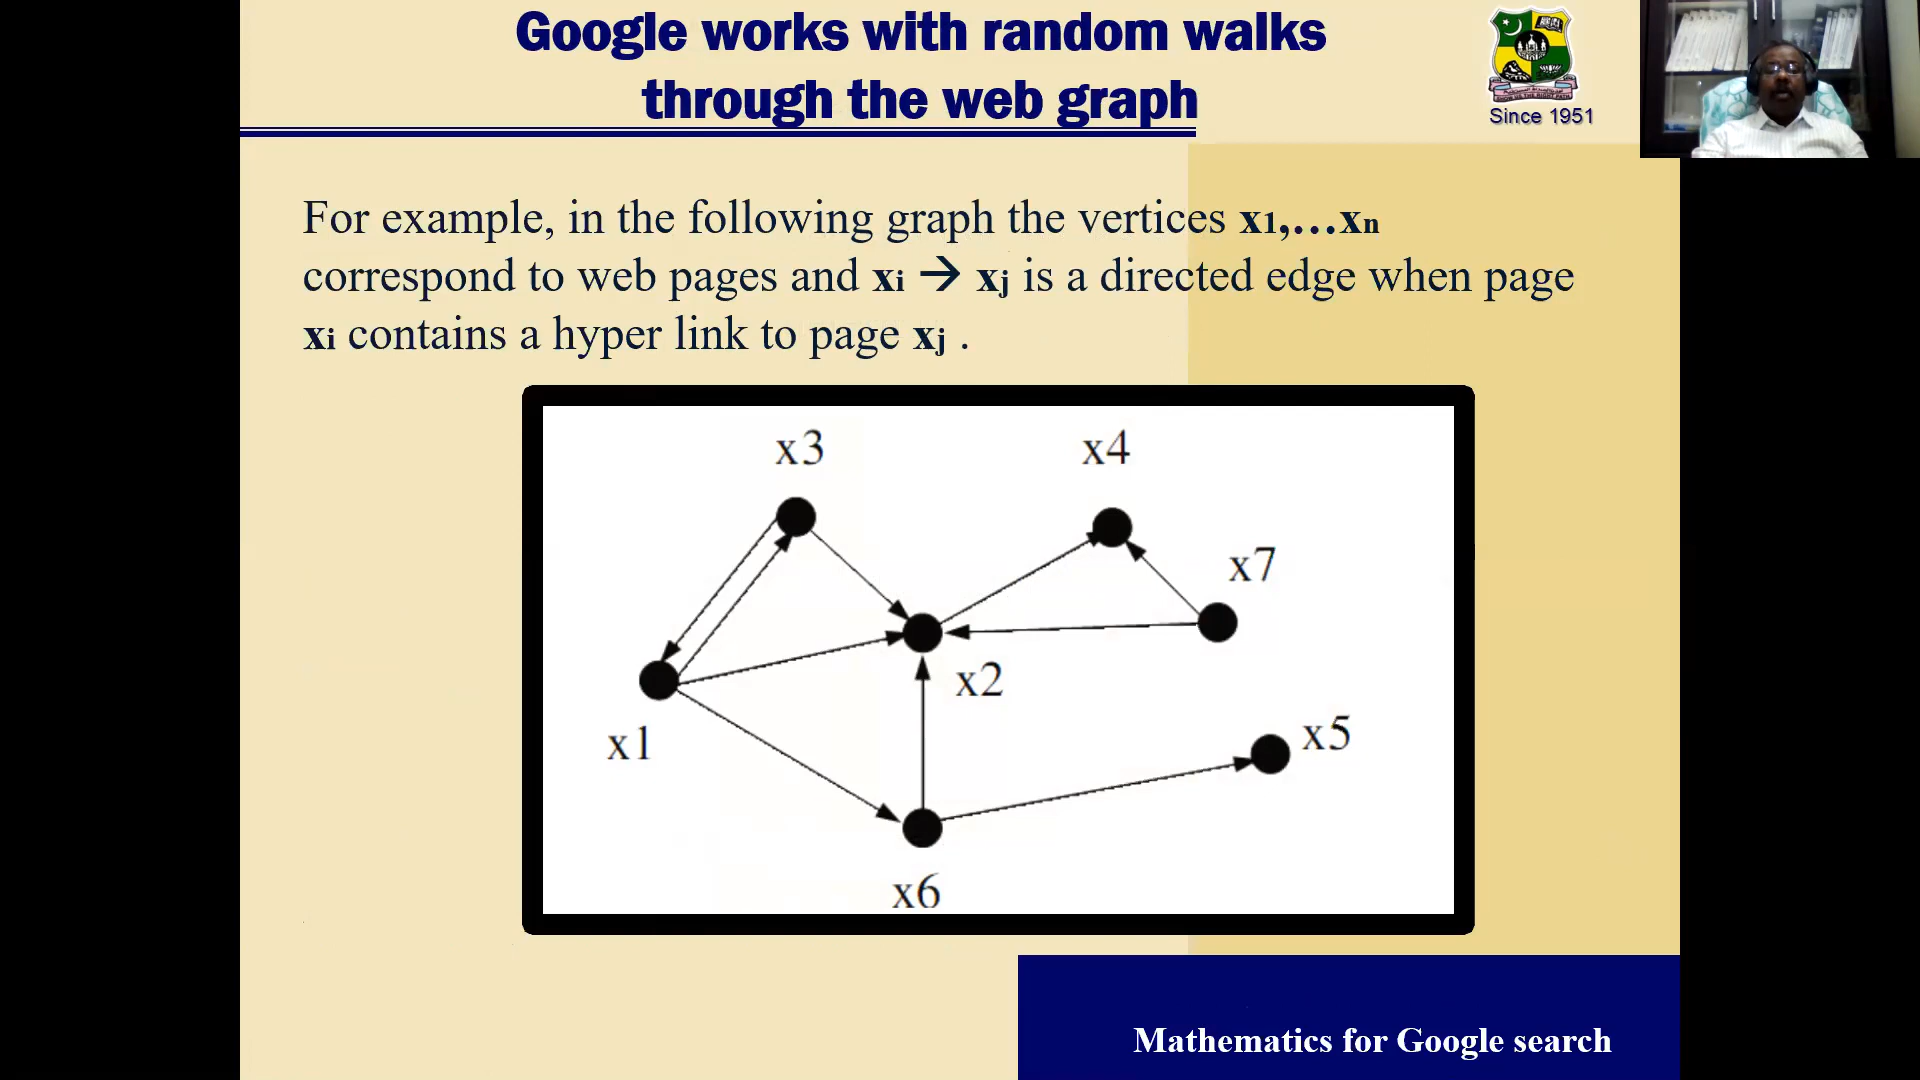 Google works with random walks
through the web graph
Since 1951
For example, in the following graph the vertices x1,…xn
correspond to web pages and xi → xj is a directed edge when page
xi contains a hyper link to page xj .
x3
x4
x7
x2
x1
x5
x6
Mathematics for Google search